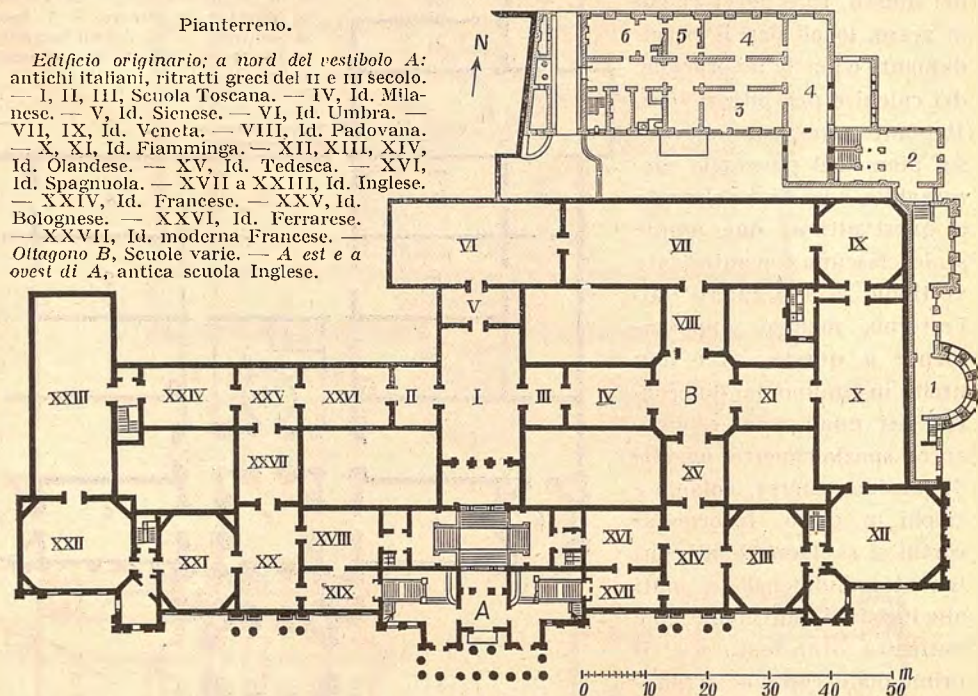 Pianterreno.
Edificio originario; a nord del vestibolo A:
antichi italiani, ritratti greci del II e III secolo.
— I, II, III, Scuola Toscana. — IV, Id. Mila-
nese. — V, Id. Sienese. — VI, Id. Umbra. —
VII, IX, Id. Veneta. — VIII, Id. Padovana.
— X, XI, Id. Fiamminga. — XII, XIII, XIV,
Id. Olandese. — XV, Id. Tedesca. — XVI,
Id. Spagnuola. — XVII a XXIII, Id. Inglese.
— XXIV, Id. Francese. — XXV, Id.
Bolognese. — XXVI, Id. Ferrarese.
— XXVII, Id. moderna Francese. —
Ottagono B, Scuole varie. — A est e a
ovest di A, antica scuola Inglese.
N
6 5 4
4
3
2
VI VII IX
V
VIII
1
XXIII XXIV XXV XXVI II I III IV B XI X
XXVII XV
XXII XXI XX XVIII XVI XIV XIII XII
XIX XVII
A
m
0 10 20 30 40 50